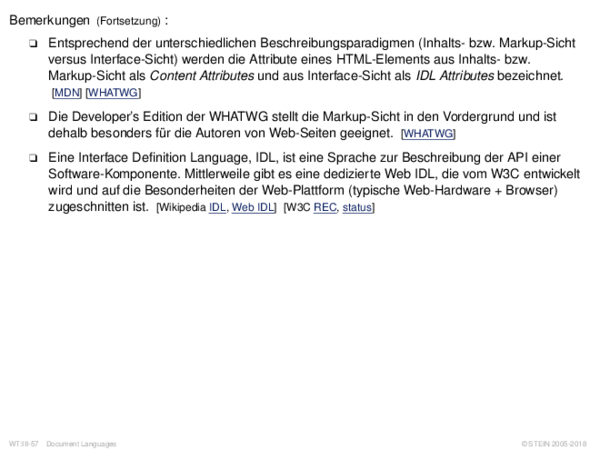 Bemerkungen (Fortsetzung) :
❑ Entsprechend der unterschiedlichen Beschreibungsparadigmen (Inhalts- bzw. Markup-Sicht
versus Interface-Sicht) werden die Attribute eines HTML-Elements aus Inhalts- bzw.
Markup-Sicht als Content Attributes und aus Interface-Sicht als IDL Attributes bezeichnet.
[MDN] [WHATWG]
❑ Die Developer's Edition der WHATWG stellt die Markup-Sicht in den Vordergrund und ist
dehalb besonders für die Autoren von Web-Seiten geeignet. [WHATWG]
❑ Eine Interface Definition Language, IDL, ist eine Sprache zur Beschreibung der API einer
Software-Komponente. Mittlerweile gibt es eine dedizierte Web IDL, die vom W3C entwickelt
wird und auf die Besonderheiten der Web-Plattform (typische Web-Hardware + Browser)
zugeschnitten ist. [Wikipedia IDL, Web IDL] [W3C REC, status]
WT:III-57 Document Languages © STEIN 2005-2018